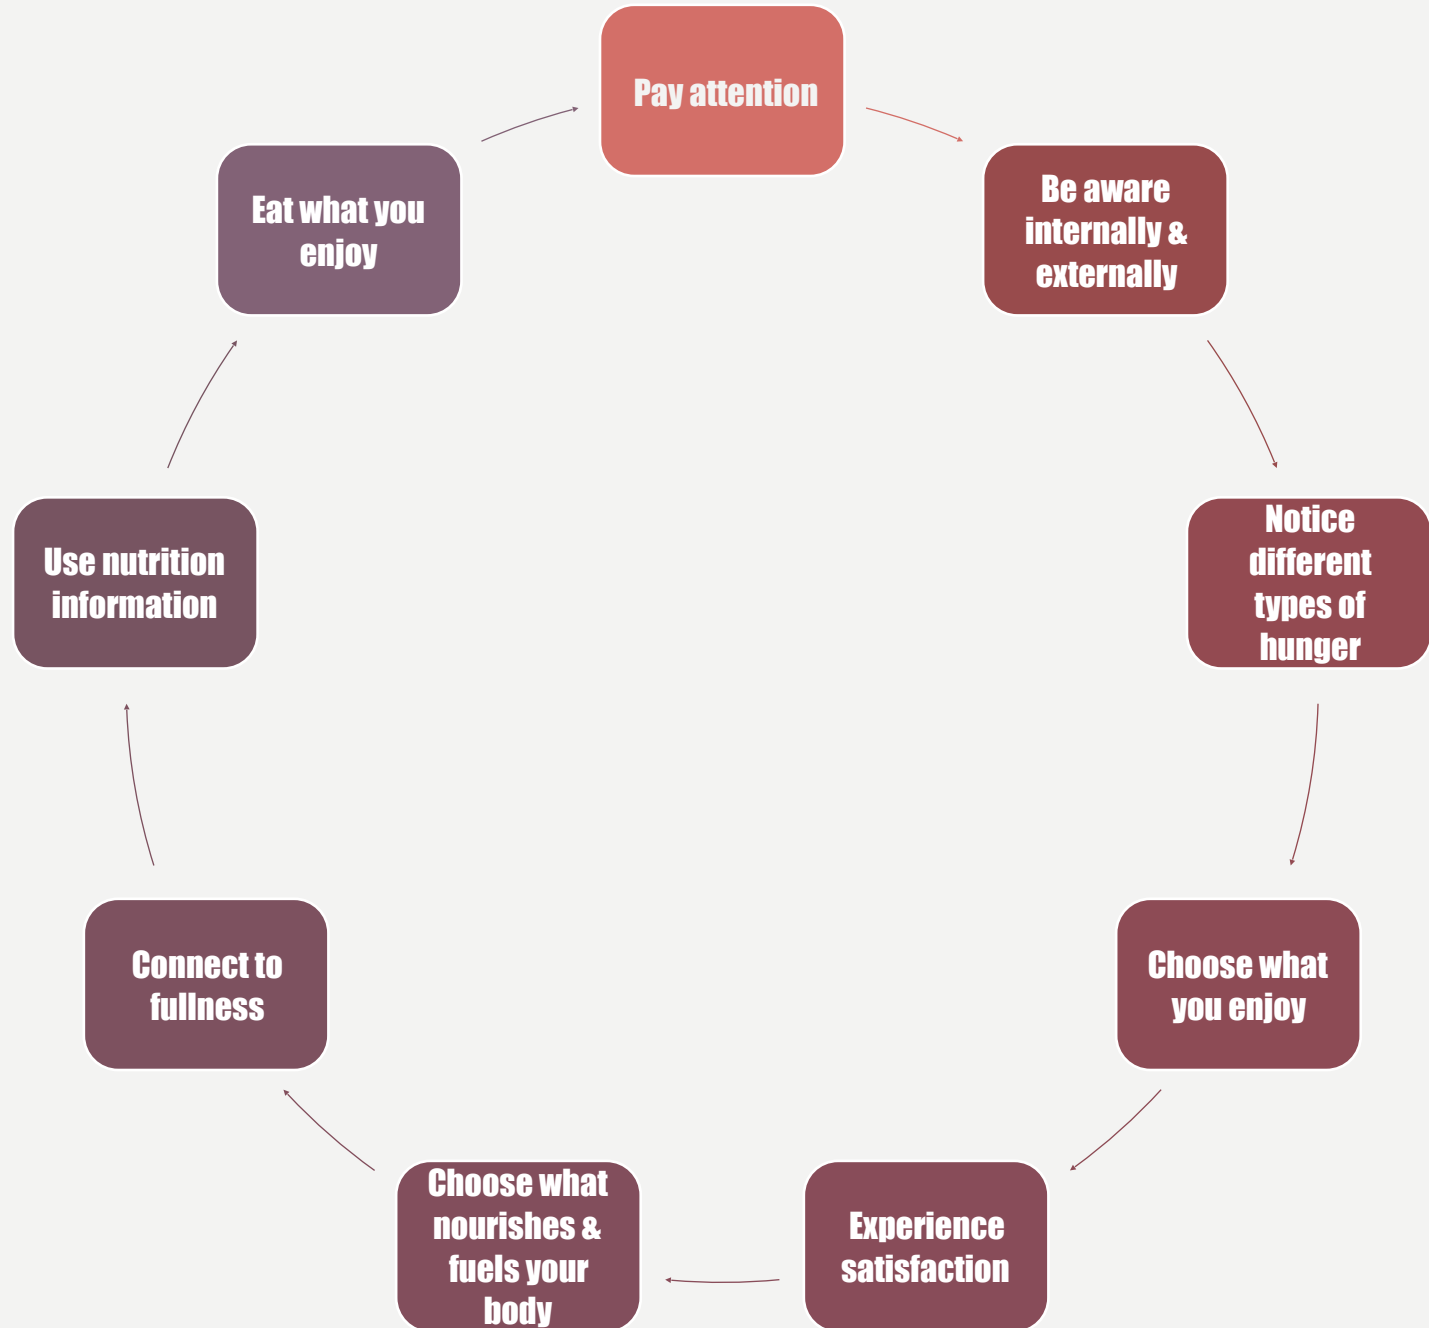 Pay attention
Be aware
internally &
externally
Notice
different
types of
hunger
Choose what
you enjoy
Experience
satisfaction
Choose what
nourishes &
fuels your
body
Connect to
fullness
Use nutrition
information
Eat what you
enjoy